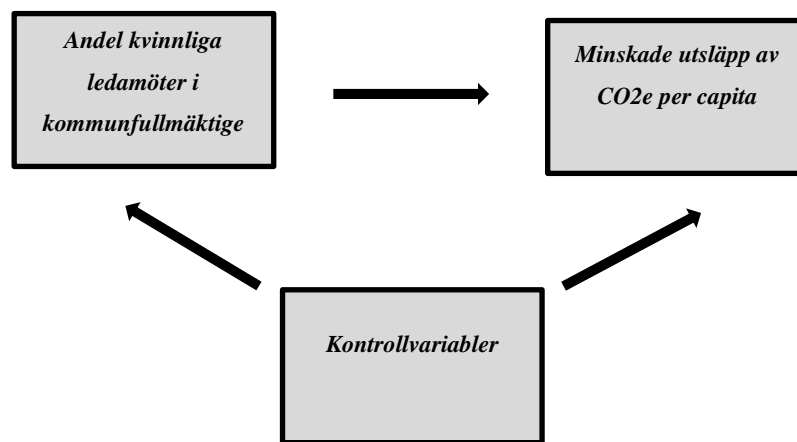 Andel kvinnliga
ledamöter i
kommunfullmäktige
Minskade utsläpp av
CO2e per capita
Kontrollvariabler